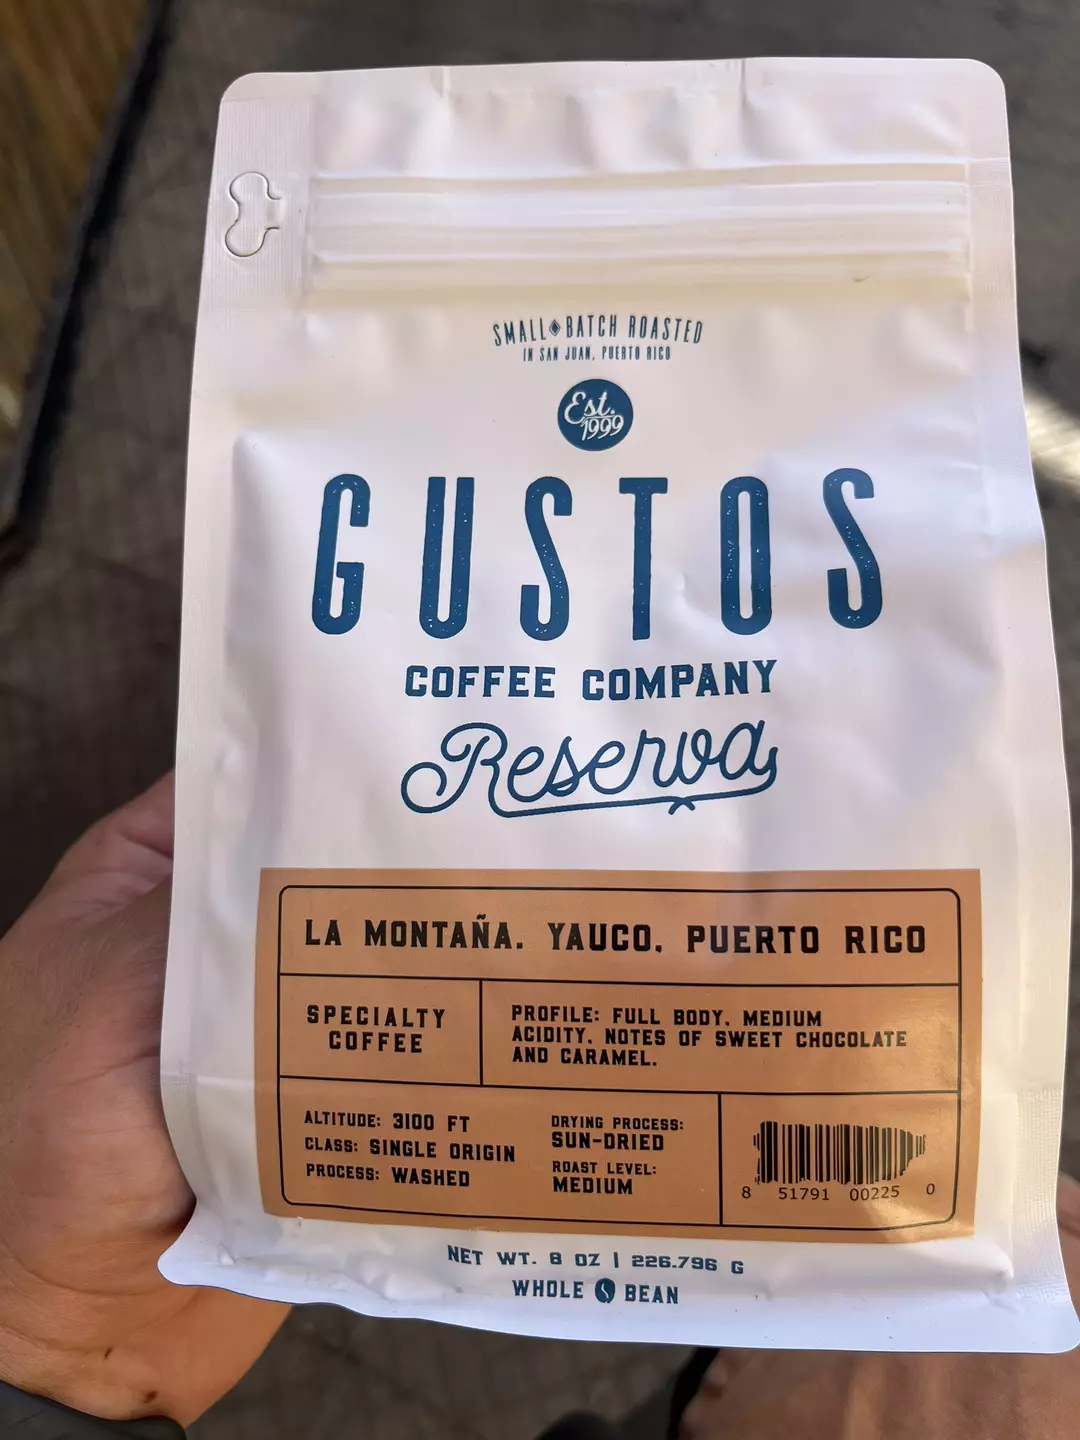 SMALL BATCH ROASTED
IN SAN JUAN, PUERTO RICO
Est.
1999
GUSTOS
COFFEE COMPANY
Reserva
LA MONTAÑA. YAUCO, PUERTO RICO
SPECIALTY
COFFEE
PROFILE: FULL BODY, MEDIUM
ACIDITY. NOTES OF SWEET CHOCOLATE
AND CARAMEL.
ALTITUDE: 3100 FT
CLASS: SINGLE ORIGIN
PROCESS: WASHED
DRYING PROCESS:
SUN-DRIED
ROAST LEVEL:
MEDIUM
8 51791 00225 0
NET WT. 8 OZ | 226.796 G
WHOLE BEAN